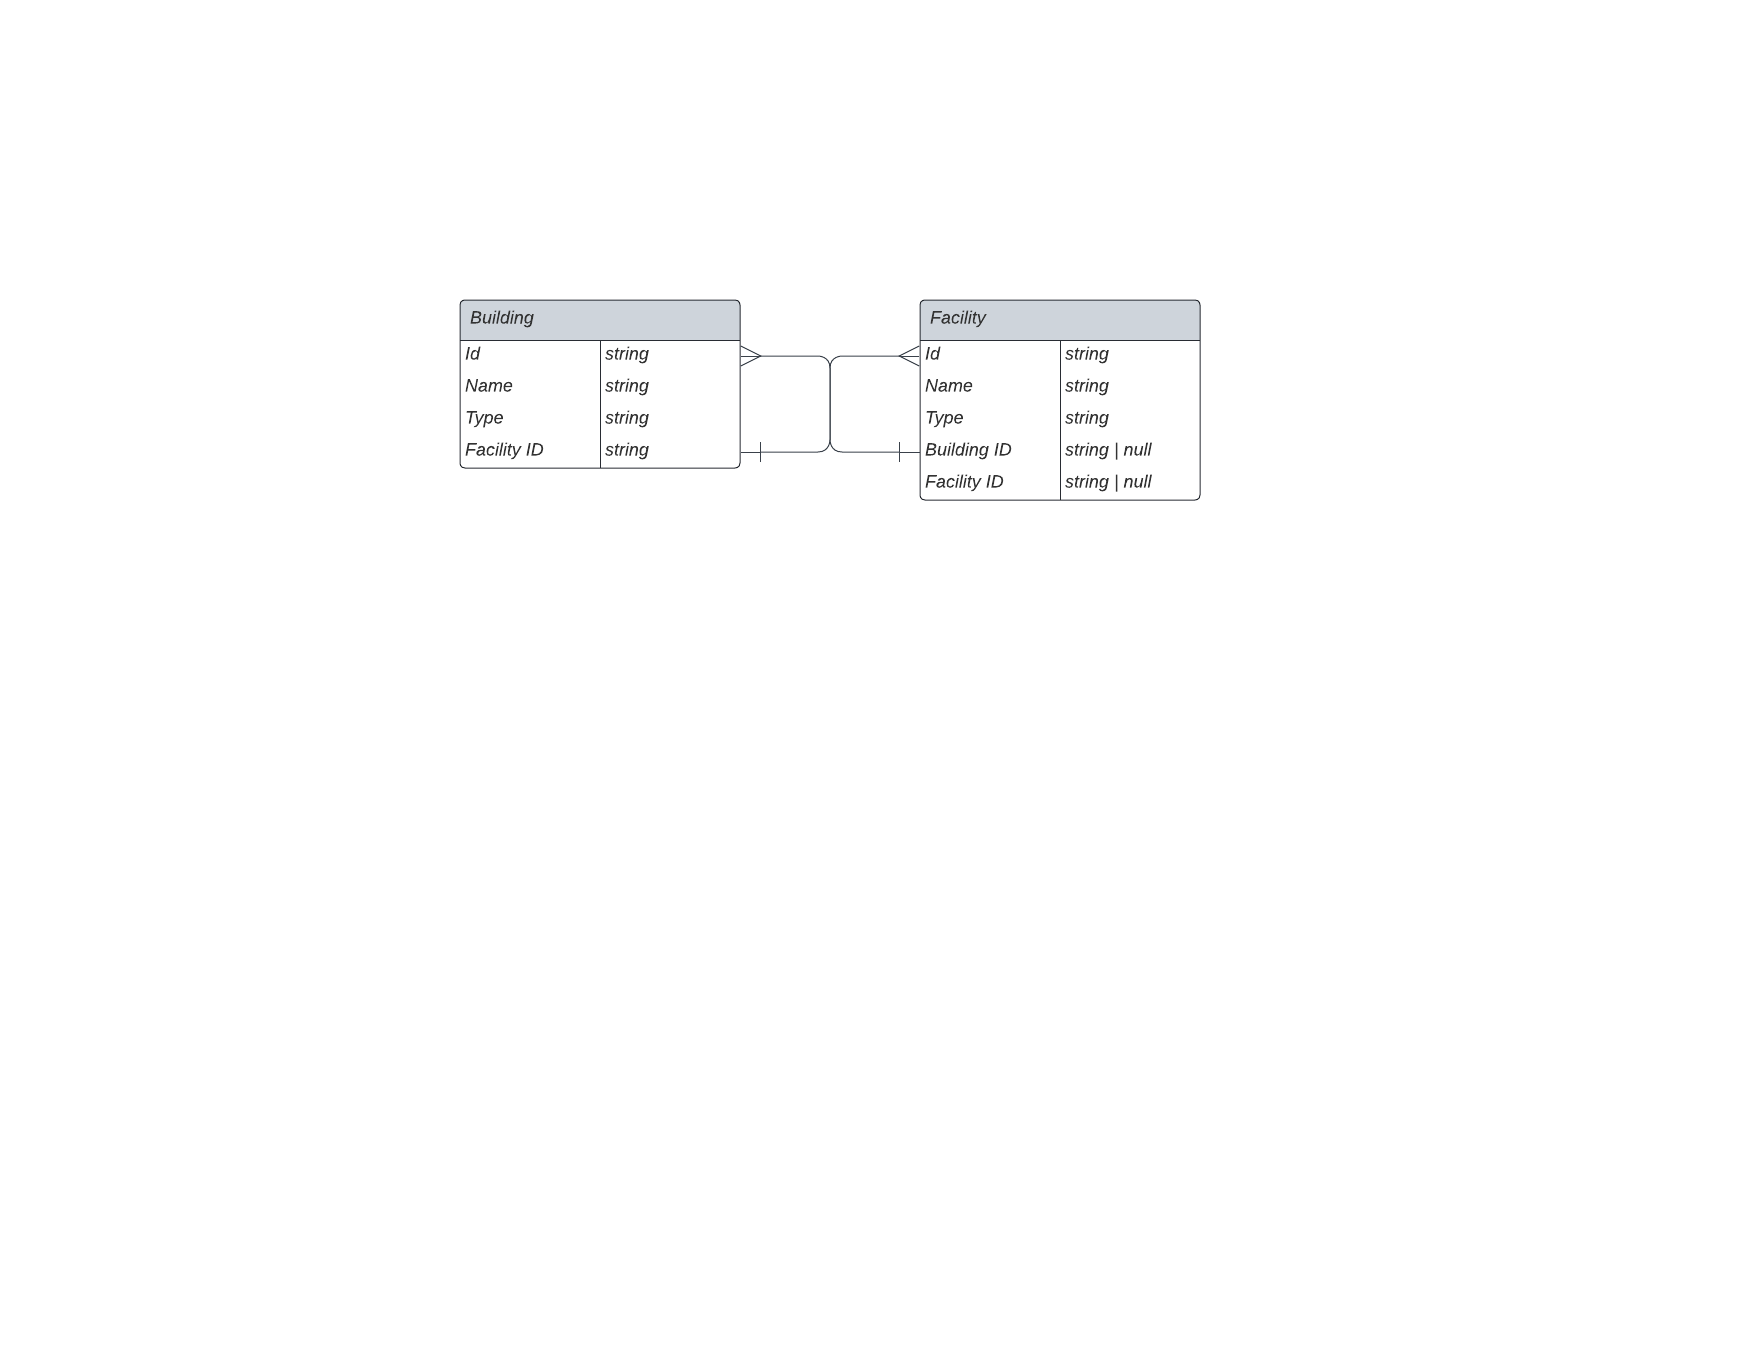 Building
Id string
Name string
Type string
Facility ID string
Facility
Id string
Name string
Type string
Building ID string | null
Facility ID string | null